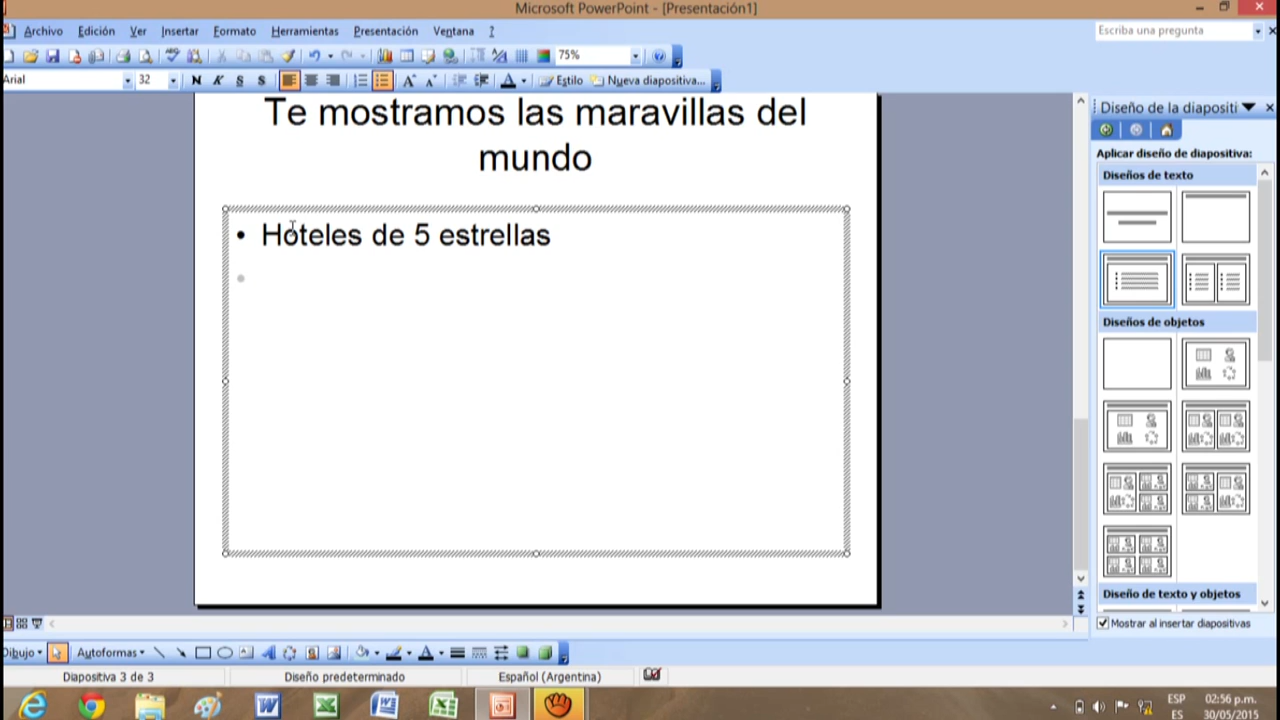 Microsoft PowerPoint - [Presentación1]
Archivo Edición Ver Insertar Formato Herramientas Presentación Ventana ?
Escriba una pregunta
75%
Arial 32 N K S S Estilo Nueva diapositiva...
Te mostramos las maravillas del
mundo
• Hoteles de 5 estrellas
Diseño de la diapositi
Aplicar diseño de diapositiva:
Diseños de texto
Diseños de objetos
Diseño de texto y objetos
Mostrar al insertar diapositivas
Dibujo Autoformas
Diapositiva 3 de 3 Diseño predeterminado Español (Argentina)
ESP 02:56 p.m.
ES 30/05/2015